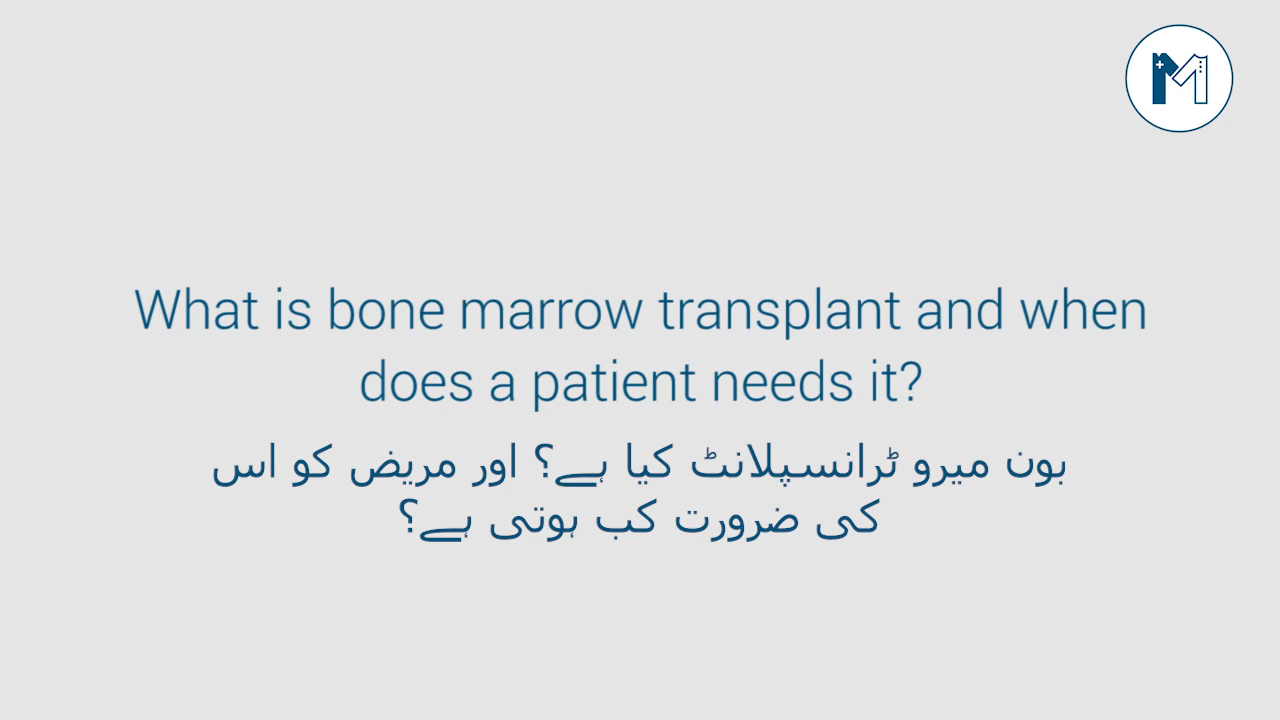 What is bone marrow transplant and when
does a patient needs it?
بون میرو ٹرانسپلانٹ کیا ہے؟ اور مریض کو اس
کی ضرورت کب ہوتی ہے؟